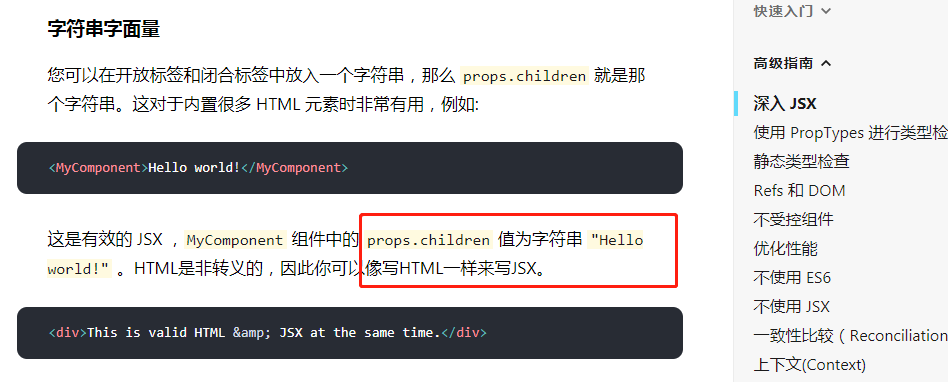 字符串字面量
您可以在开放标签和闭合标签中放入一个字符串，那么 props.children 就是那
个字符串。这对于内置很多 HTML 元素时非常有用，例如:
<MyComponent>Hello world!</MyComponent>
这是有效的 JSX ，MyComponent 组件中的 props.children 值为字符串 "Hello
world!" 。HTML是非转义的，因此你可以像写HTML一样来写JSX。
<div>This is valid HTML &amp; JSX at the same time.</div>
快速入门
高级指南
深入 JSX
使用 PropTypes 进行类型检
静态类型检查
Refs 和 DOM
不受控组件
优化性能
不使用 ES6
不使用 JSX
一致性比较（Reconciliation
上下文(Context)